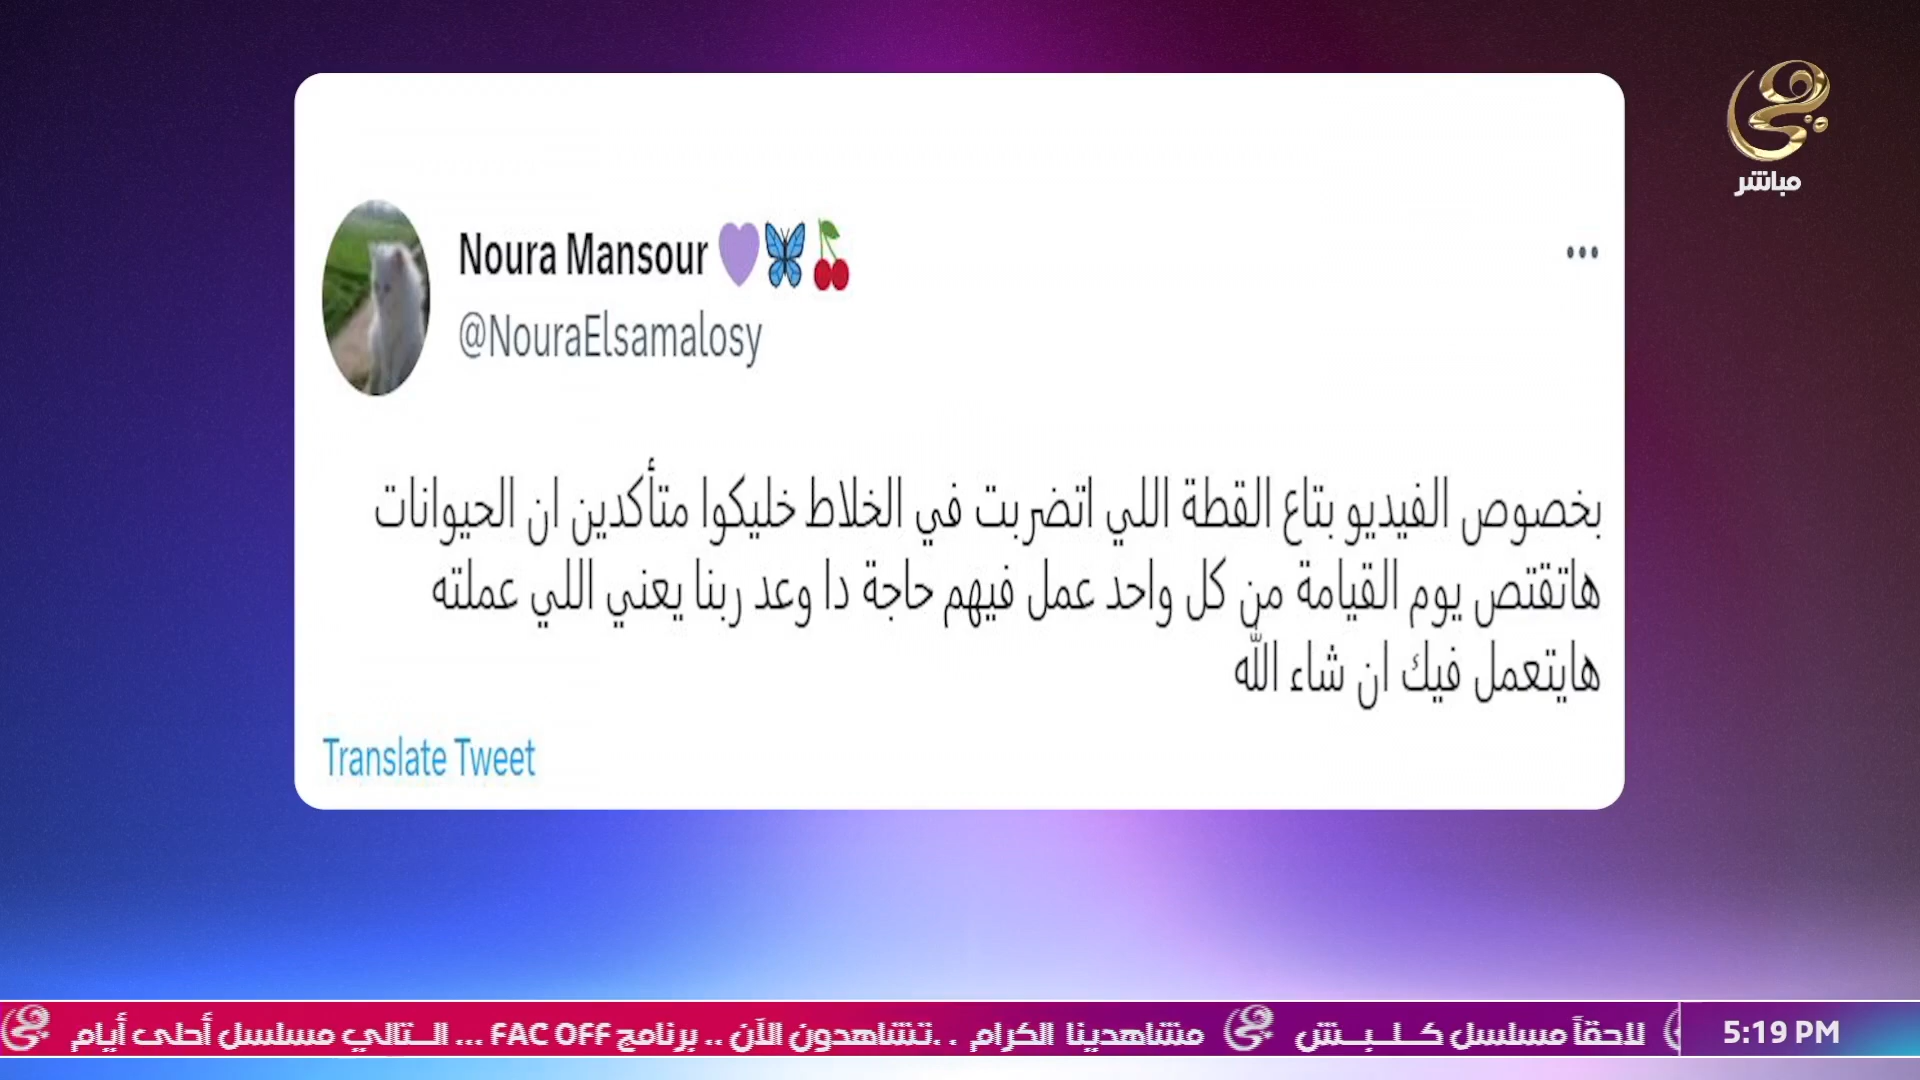 مباشر
Noura Mansour 💜🦋🍒
@NouraElsamalosy
بخصوص الفيديو بتاع القطة اللي اتضربت في الخلاط خليكوا متأكدين ان الحيوانات
هاتقتص يوم القيامة من كل واحد عمل فيهم حاجة دا وعد ربنا يعني اللي عملته
هايتعمل فيك ان شاء الله
Translate Tweet
لاحقاً مسلسل كـلـبـش مشاهدينا الكرام . .تشاهدون الآن .. برنامج FAC OFF ... الـتالي مسلسل أحلى أيام
5:19 PM